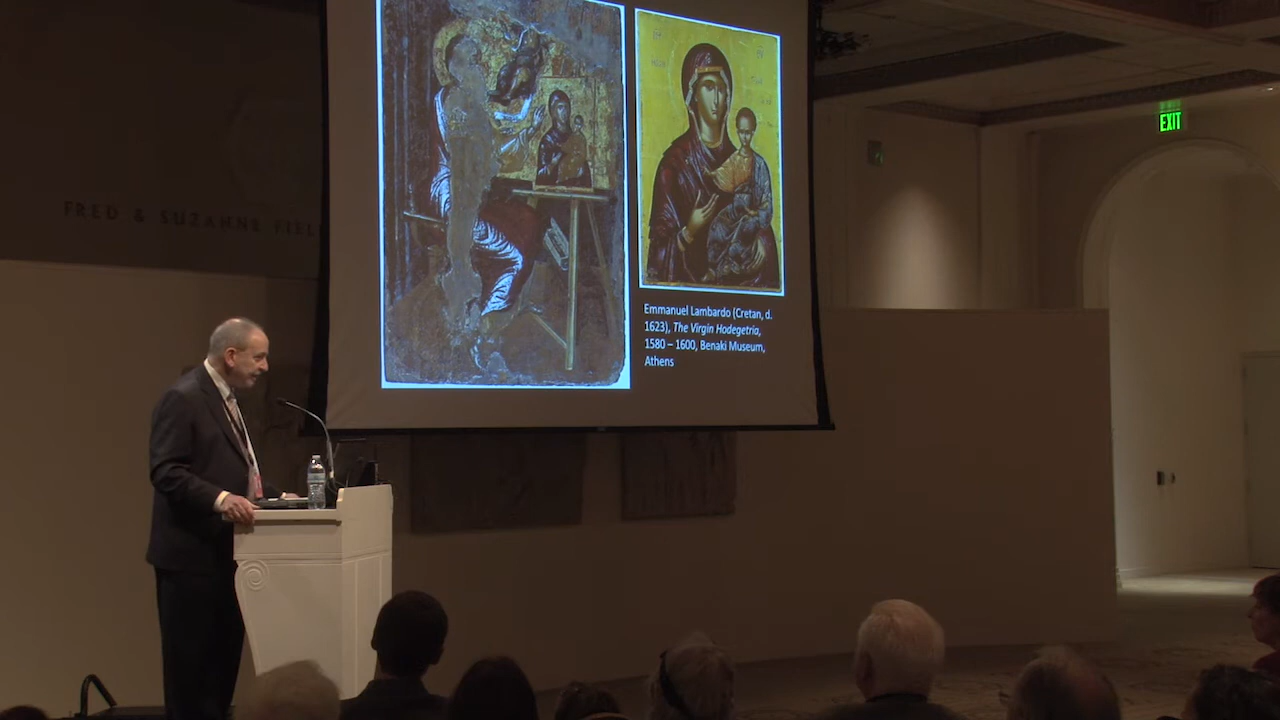 EXIT
FRED & SUZANNE
Emmanuel Lambardo (Cretan, d.
1623), The Virgin Hodegetria,
1580 – 1600, Benaki Museum,
Athens